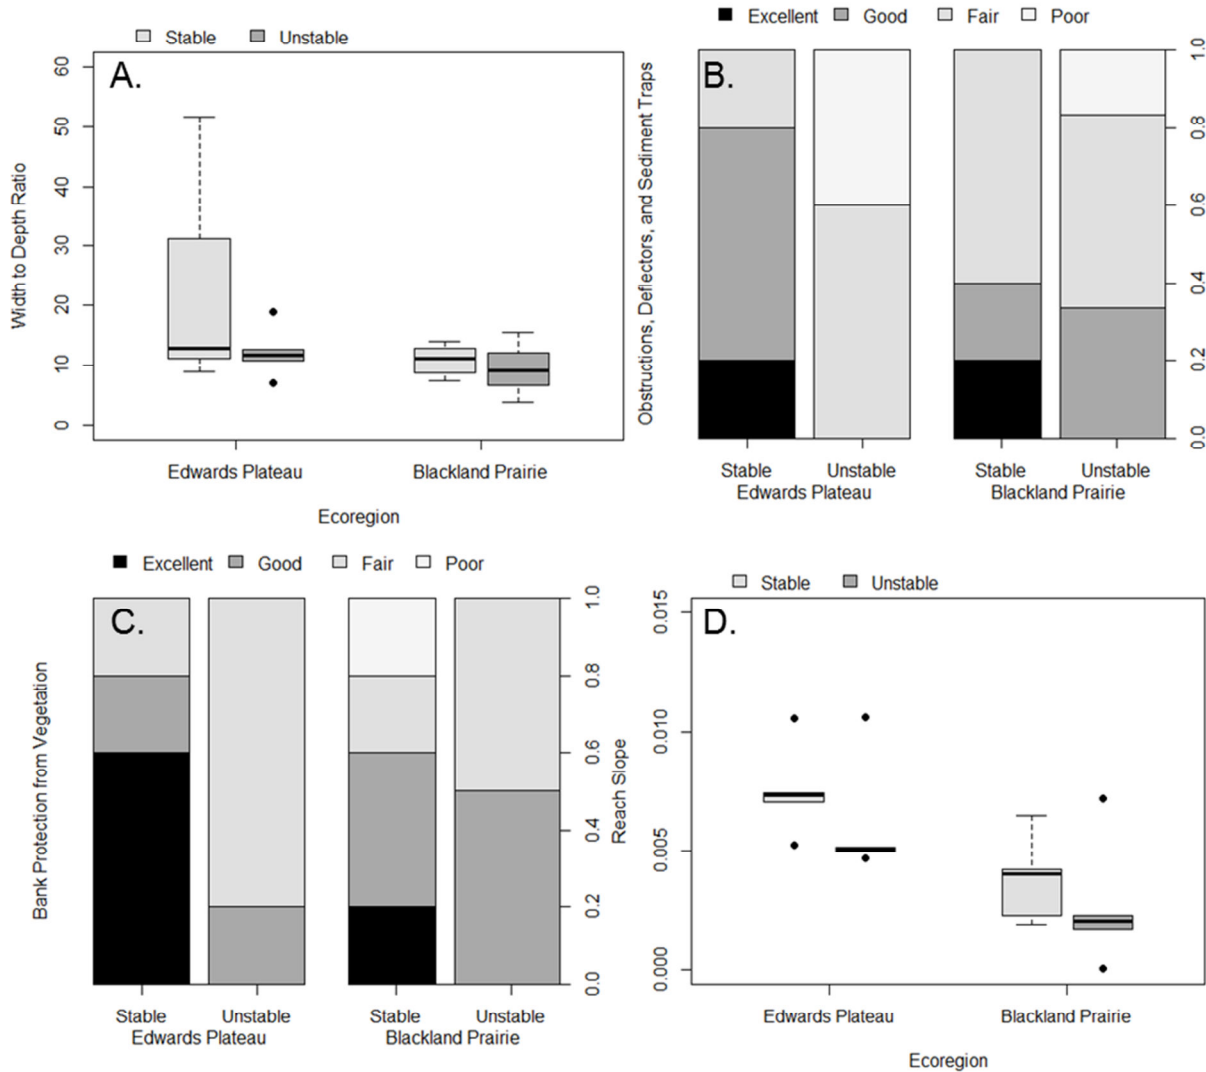 Stable Unstable
A.
Width to Depth Ratio
60
50
40
30
20
10
0
Edwards Plateau Blackland Prairie
Ecoregion
Excellent Good Fair Poor
B.
Obstructions, Deflectors, and Sediment Traps
1.0
0.8
0.6
0.4
0.2
0.0
Stable Unstable Stable Unstable
Edwards Plateau Blackland Prairie
Excellent Good Fair Poor
C.
Bank Protection from Vegetation
1.0
0.8
0.6
0.4
0.2
0.0
Stable Unstable Stable Unstable
Edwards Plateau Blackland Prairie
Stable Unstable
D.
Reach Slope
0.015
0.010
0.005
0.000
Edwards Plateau Blackland Prairie
Ecoregion